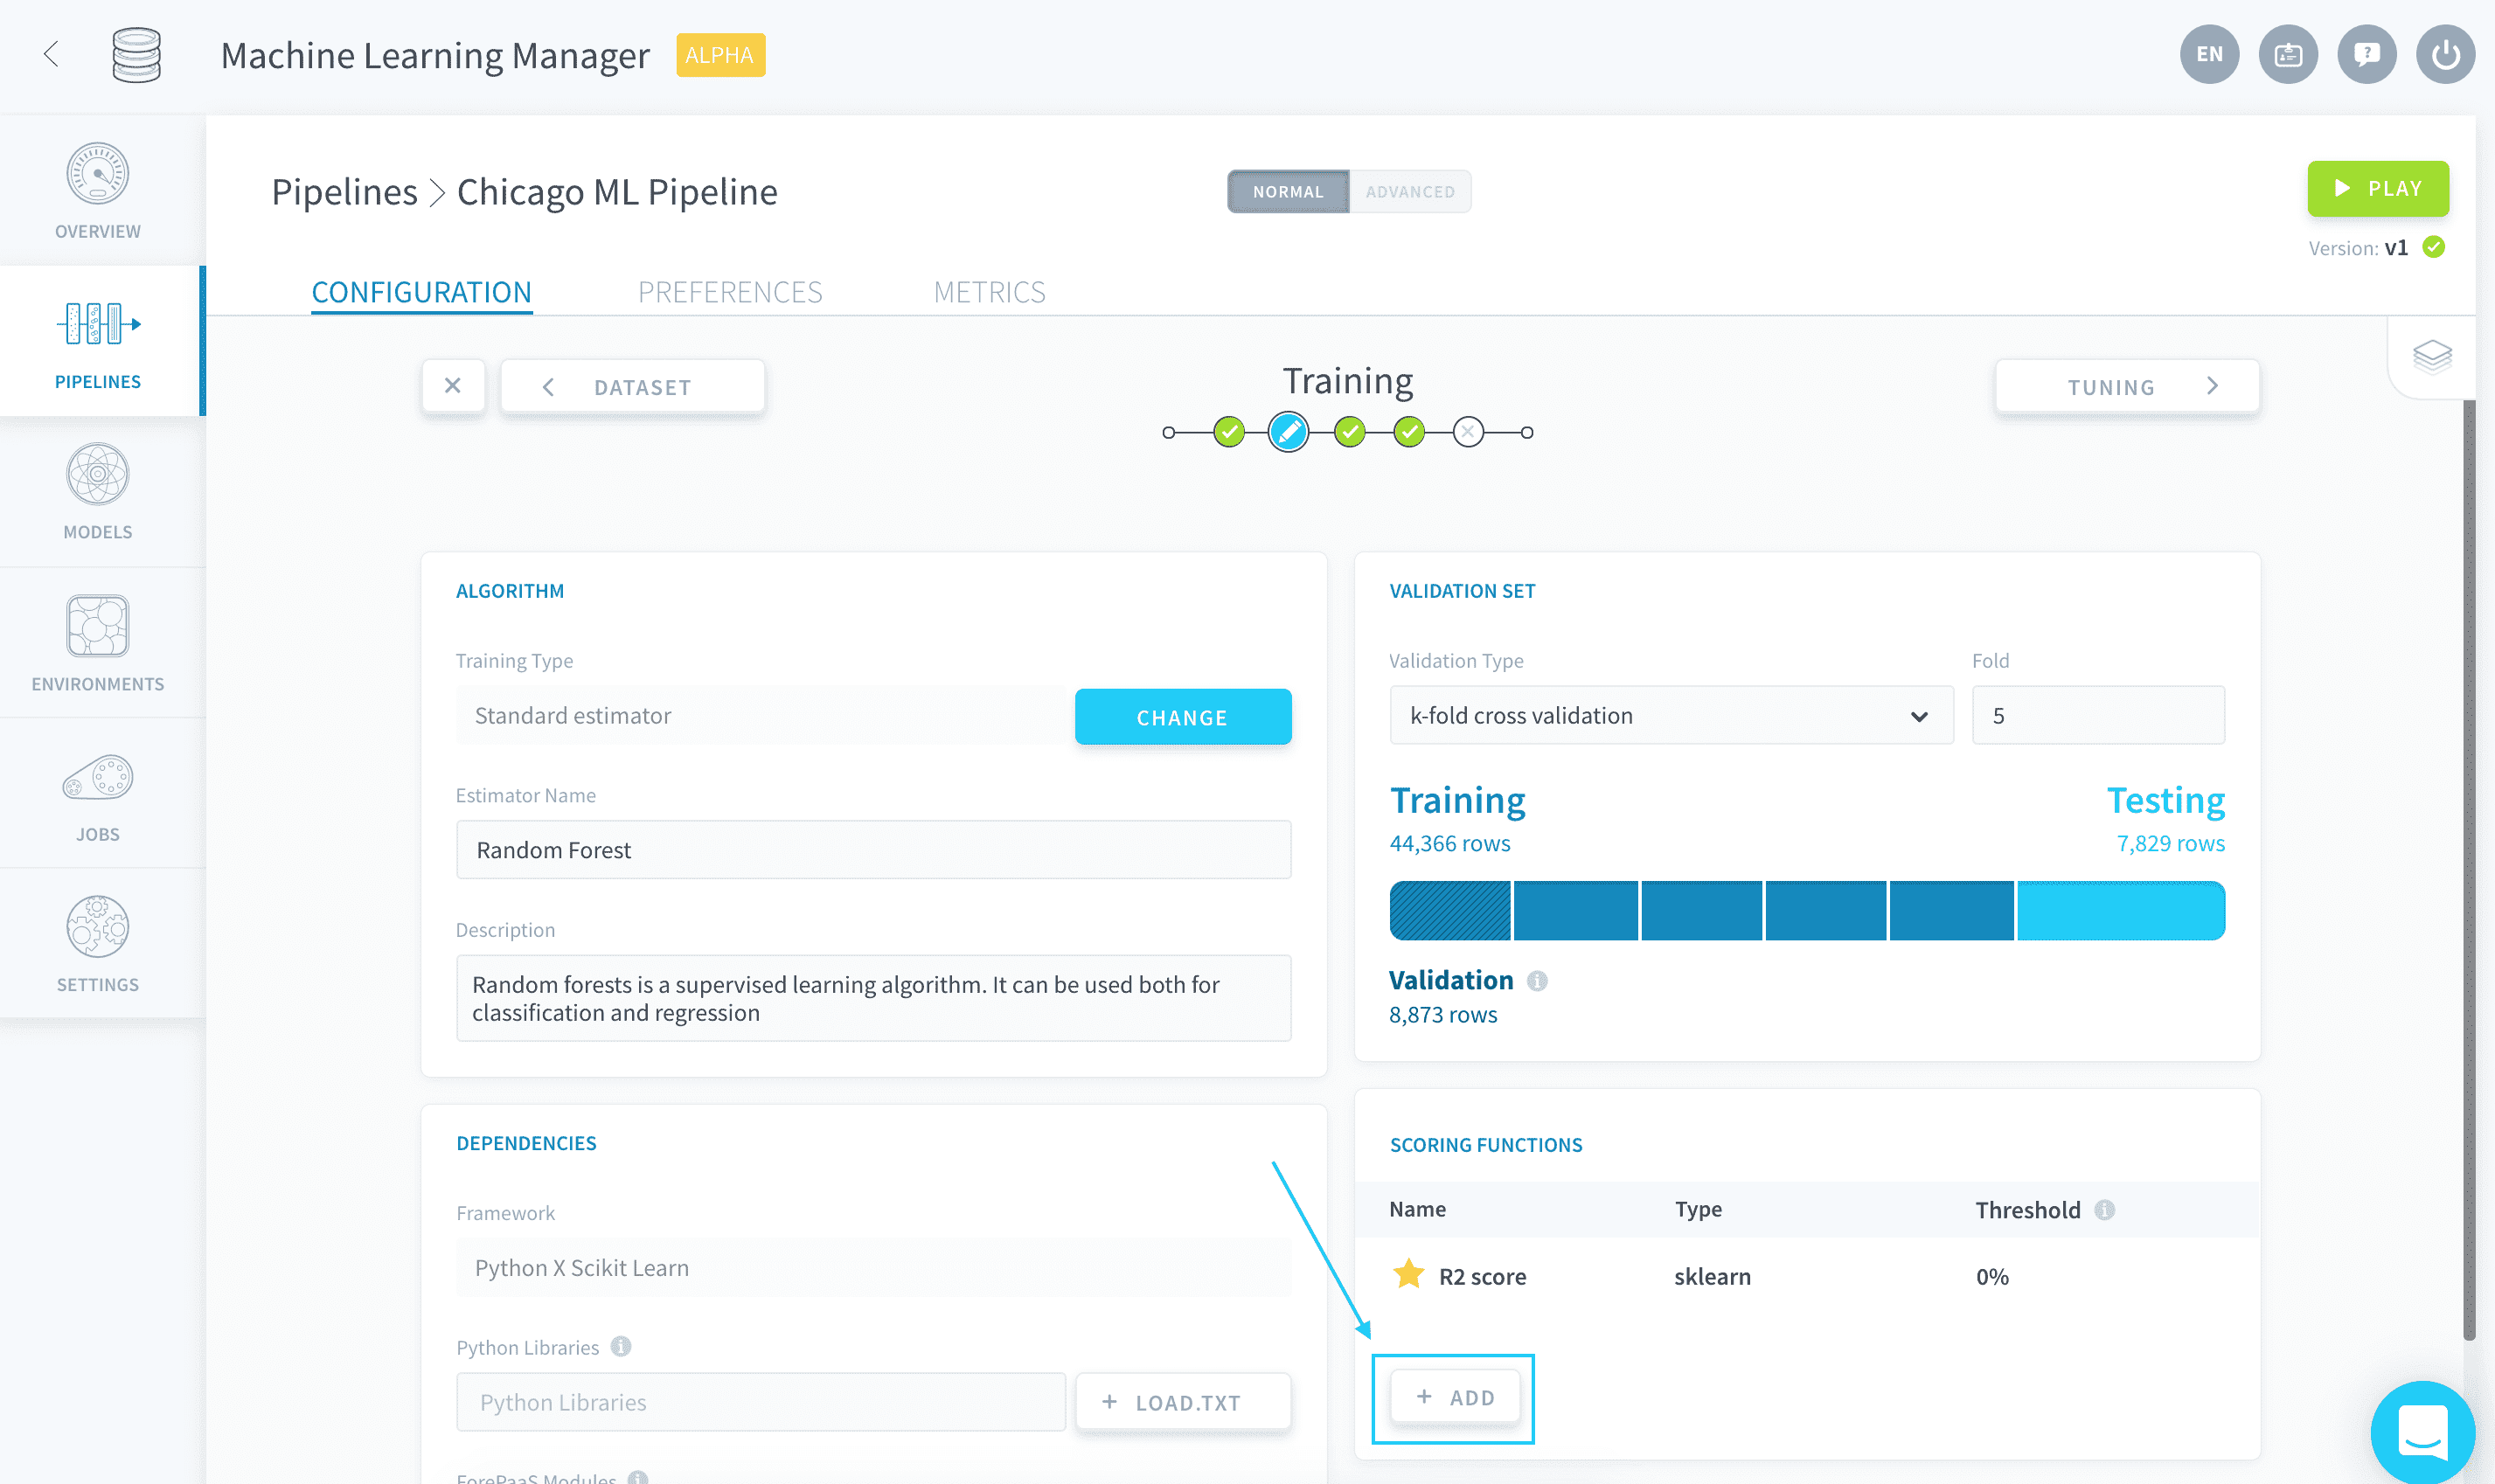 Machine Learning Manager ALPHA
EN
OVERVIEW
PIPELINES
MODELS
ENVIRONMENTS
JOBS
SETTINGS
Pipelines > Chicago ML Pipeline
NORMAL ADVANCED
PLAY
Version: v1
CONFIGURATION PREFERENCES METRICS
DATASET
Training
TUNING
ALGORITHM
Training Type
Standard estimator
CHANGE
Estimator Name
Random Forest
Description
Random forests is a supervised learning algorithm. It can be used both for
classification and regression
DEPENDENCIES
Framework
Python X Scikit Learn
Python Libraries
Python Libraries
+ LOAD.TXT
ForePaaS Modules
VALIDATION SET
Validation Type Fold
k-fold cross validation 5
Training Testing
44,366 rows 7,829 rows
Validation
8,873 rows
SCORING FUNCTIONS
Name Type Threshold
R2 score sklearn 0%
+ ADD